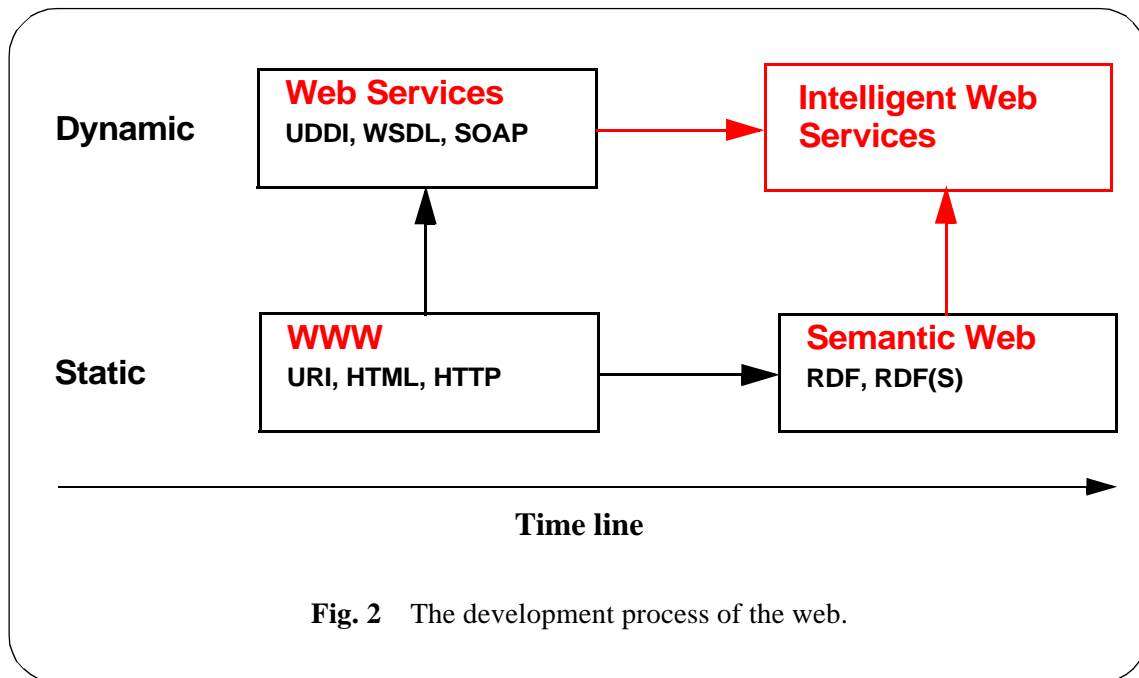 Dynamic
Web Services
UDDI, WSDL, SOAP
Intelligent Web
Services
Static
WWW
URI, HTML, HTTP
Semantic Web
RDF, RDF(S)
Time line
Fig. 2 The development process of the web.